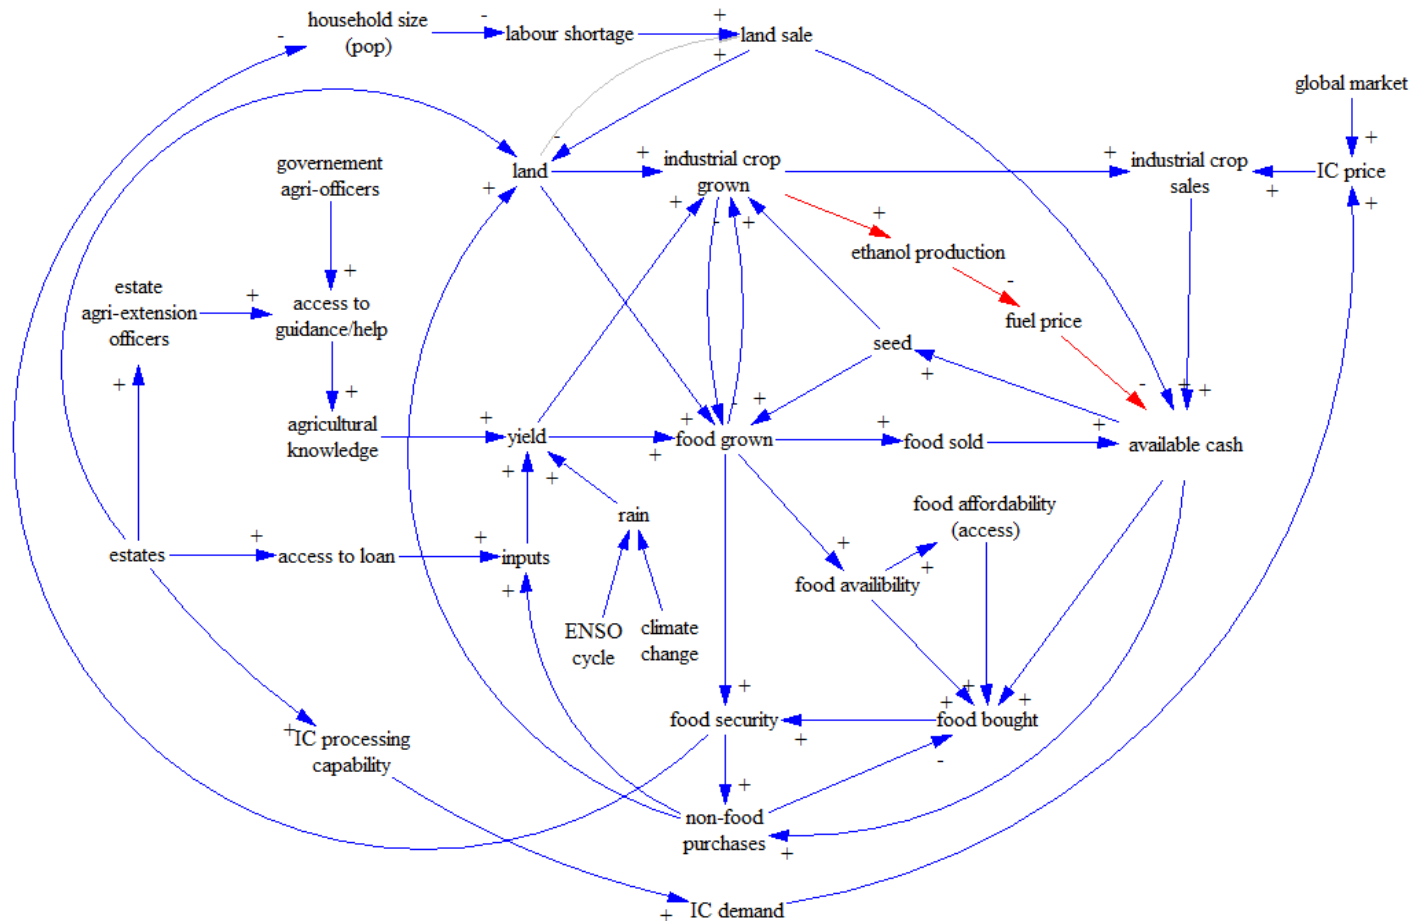 household size
(pop)
labour shortage
land sale
global market
governement
agri-officers
land
industrial crop
grown
industrial crop
sales
IC price
ethanol production
estate
agri-extension
officers
access to
guidance/help
fuel price
seed
agricultural
knowledge
yield
food grown
food sold
available cash
rain
food affordability
(access)
estates
access to loan
inputs
food availibility
ENSO
cycle
climate
change
food security
food bought
IC processing
capability
non-food
purchases
IC demand